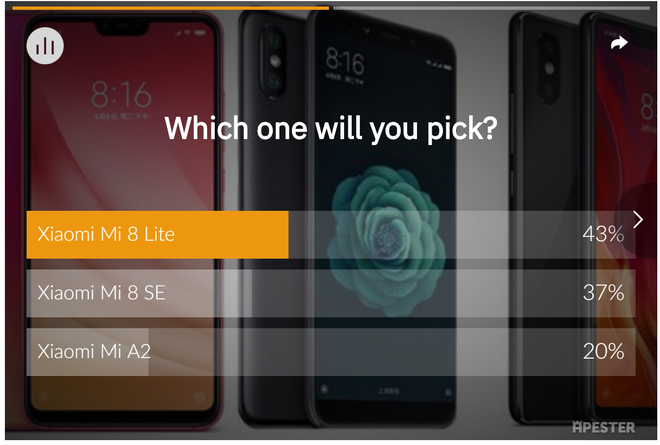 8:16
8:16
Which one will you pick?
Xiaomi Mi 8 Lite 43%
Xiaomi Mi 8 SE 37%
Xiaomi Mi A2 20%
APESTER